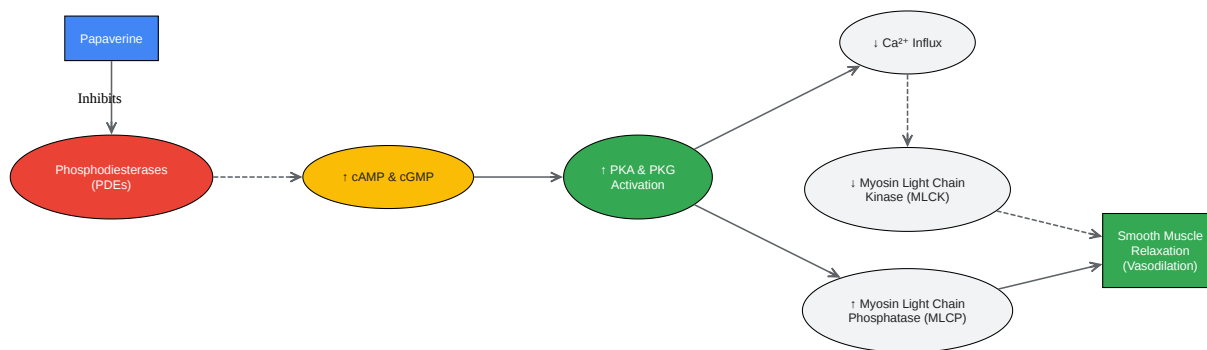 Papaverine
Inhibits
Phosphodiesterases
(PDEs)
↑ cAMP & cGMP
↑ PKA & PKG
Activation
↓ Ca²⁺ Influx
↓ Myosin Light Chain
Kinase (MLCK)
↑ Myosin Light Chain
Phosphatase (MLCP)
Smooth Muscle
Relaxation
(Vasodilation)